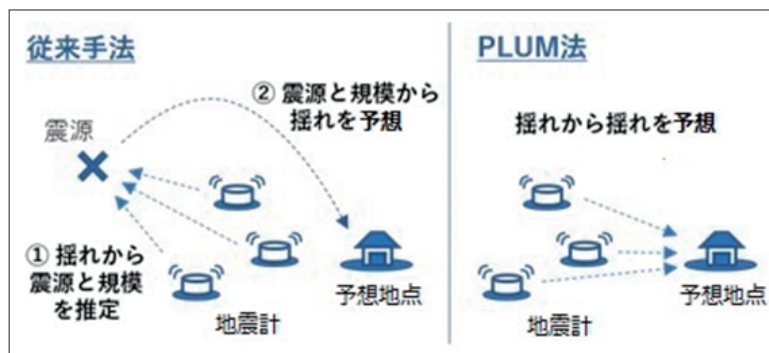 従来手法
② 震源と規模から
揺れを予想
震源
① 揺れから
震源と規模
を推定
地震計
予想地点
PLUM法
揺れから揺れを予想
地震計
予想地点